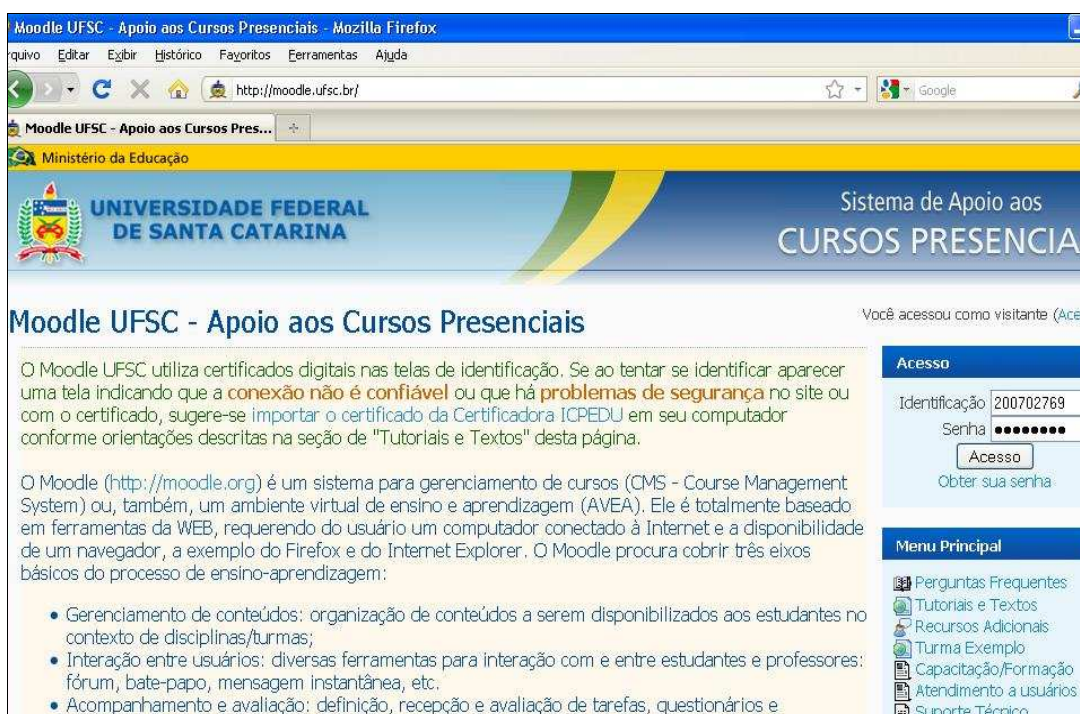 Moodle UFSC - Apoio aos Cursos Presenciais - Mozilla Firefox
rquivo Editar Exibir Histórico Favoritos Ferramentas Ajuda
http://moodle.ufsc.br/
Google
Moodle UFSC - Apoio aos Cursos Pres...
Ministério da Educação
UNIVERSIDADE FEDERAL
DE SANTA CATARINA
Sistema de Apoio aos
CURSOS PRESENCIA
Moodle UFSC - Apoio aos Cursos Presenciais
Você acessou como visitante (Ace
O Moodle UFSC utiliza certificados digitais nas telas de identificação. Se ao tentar se identificar aparecer
uma tela indicando que a conexão não é confiável ou que há problemas de segurança no site ou
com o certificado, sugere-se importar o certificado da Certificadora ICPEDU em seu computador
conforme orientações descritas na seção de "Tutoriais e Textos" desta página.
O Moodle (http://moodle.org) é um sistema para gerenciamento de cursos (CMS - Course Management
System) ou, também, um ambiente virtual de ensino e aprendizagem (AVEA). Ele é totalmente baseado
em ferramentas da WEB, requerendo do usuário um computador conectado à Internet e a disponibilidade
de um navegador, a exemplo do Firefox e do Internet Explorer. O Moodle procura cobrir três eixos
básicos do processo de ensino-aprendizagem:
• Gerenciamento de conteúdos: organização de conteúdos a serem disponibilizados aos estudantes no
contexto de disciplinas/turmas;
• Interação entre usuários: diversas ferramentas para interação com e entre estudantes e professores:
fórum, bate-papo, mensagem instantânea, etc.
• Acompanhamento e avaliação: definição, recepção e avaliação de tarefas, questionários e
Acesso
Identificação 200702769
Senha ••••••••
Acesso
Obter sua senha
Menu Principal
Perguntas Frequentes
Tutoriais e Textos
Recursos Adicionais
Turma Exemplo
Capacitação/Formação
Atendimento a usuários
Suporte Técnico